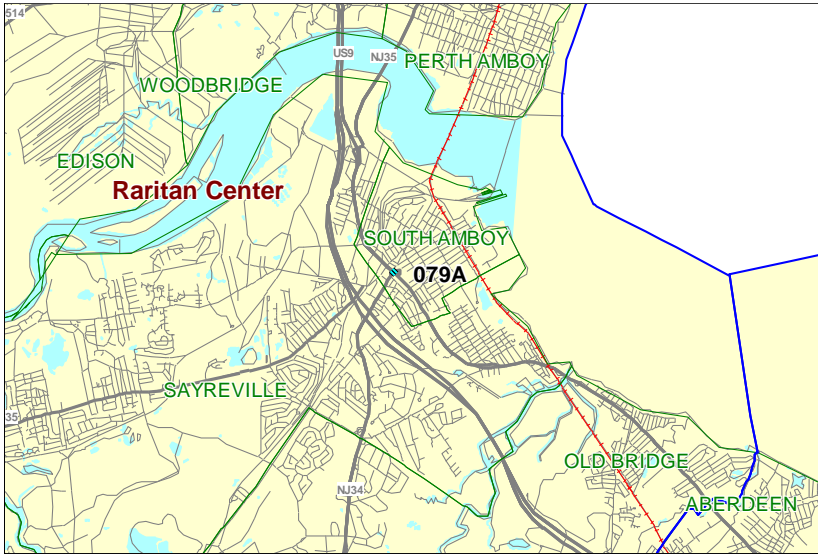 514
US9
NJ35
PERTH AMBOY
WOODBRIDGE
EDISON
Raritan Center
SOUTH AMBOY
079A
SAYREVILLE
35
OLD BRIDGE
NJ34
ABERDEEN